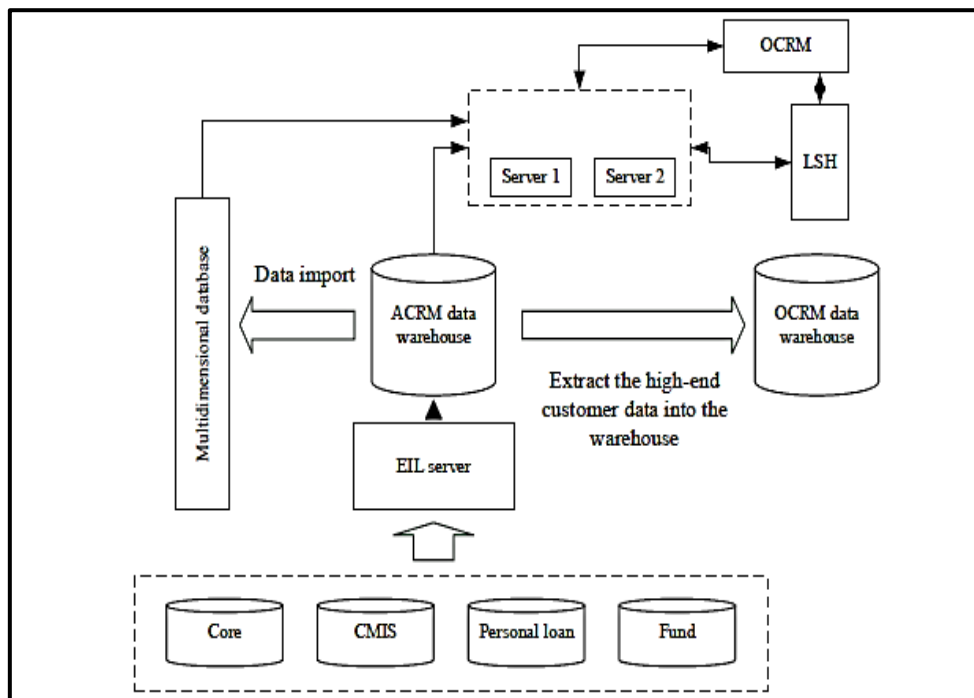 OCRM
LSH
Server 1
Server 2
Multidimensional database
Data import
ACRM data
warehouse
OCRM data
warehouse
Extract the high-end
customer data into the
warehouse
EIL server
Core
CMIS
Personal loan
Fund